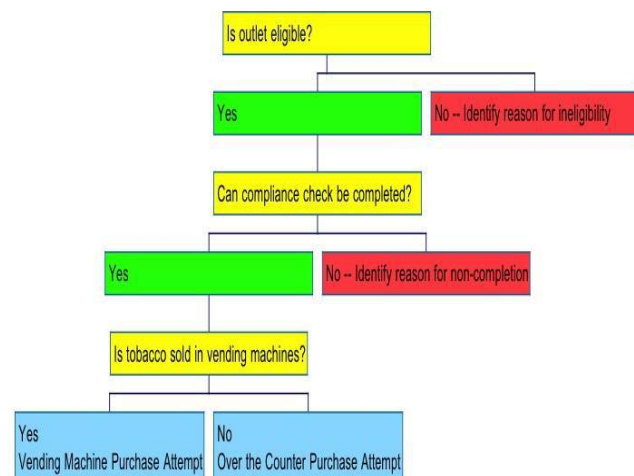 Is outlet eligible?
Yes
No -- Identify reason for ineligibility
Can compliance check be completed?
Yes
No -- Identify reason for non-completion
Is tobacco sold in vending machines?
Yes
Vending Machine Purchase Attempt
No
Over the Counter Purchase Attempt